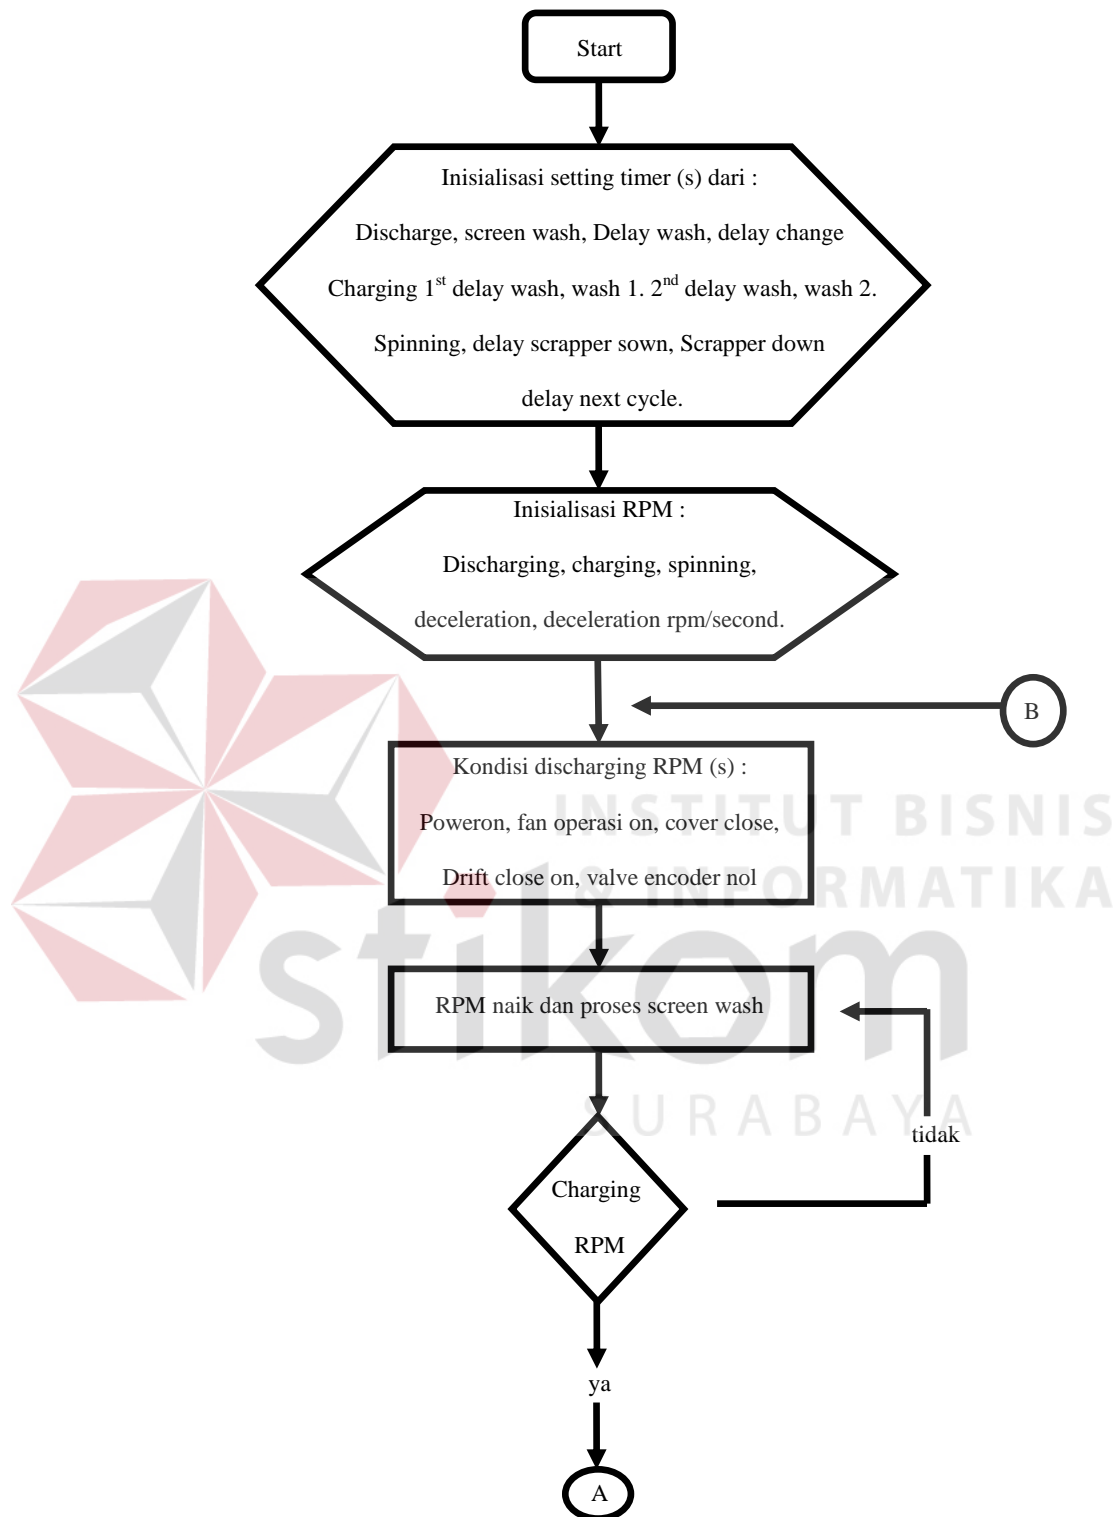 Start
Inisialisasi setting timer (s) dari :
Discharge, screen wash, Delay wash, delay change
Charging 1st delay wash, wash 1. 2nd delay wash, wash 2.
Spinning, delay scrapper sown, Scrapper down
delay next cycle.
Inisialisasi RPM :
Discharging, charging, spinning,
deceleration, deceleration rpm/second.
B
Kondisi discharging RPM (s) :
Poweron, fan operasi on, cover close,
Drift close on, valve encoder nol
INSTITUT BISNIS
& INFORMATIKA
stikom
SURABAYA
RPM naik dan proses screen wash
tidak
Charging
RPM
ya
A